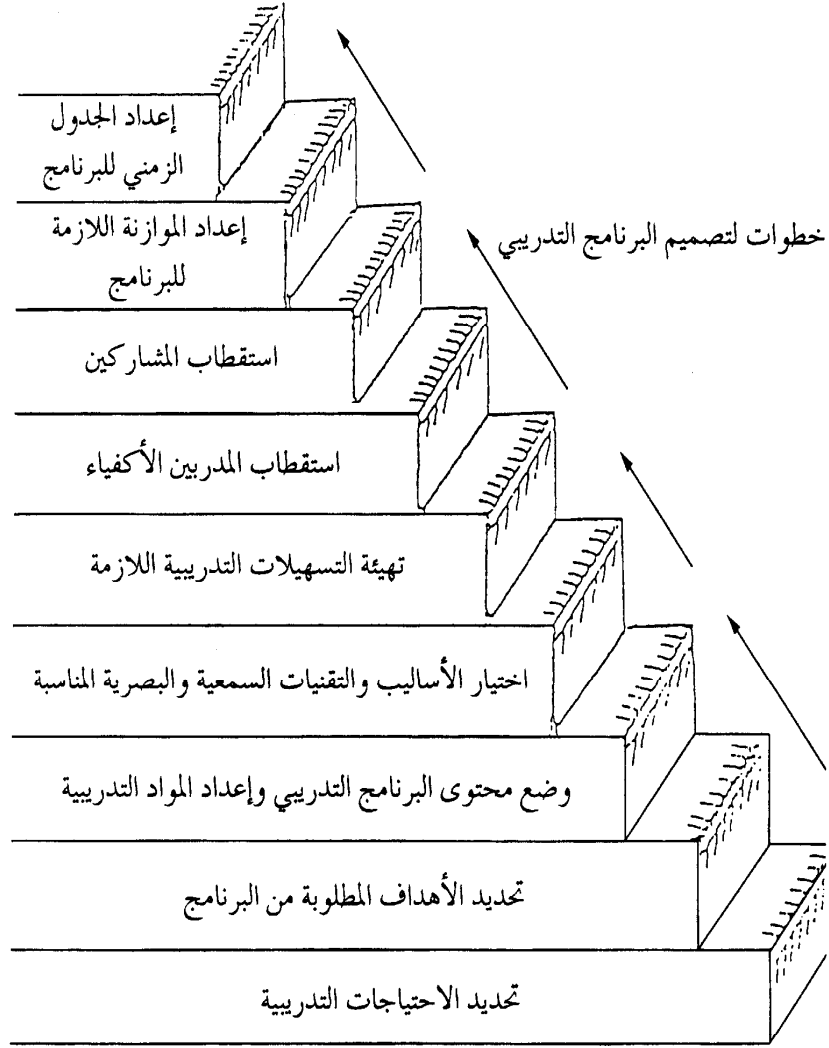 إعداد الجدول
الزمني للبرنامج
إعداد الموازنة اللازمة
للبرنامج
خطوات لتصميم البرنامج التدريبي
استقطاب المشاركين
استقطاب المدربين الأكفياء
تهيئة التسهيلات التدريبية اللازمة
اختيار الأساليب والتقنيات السمعية والبصرية المناسبة
وضع محتوى البرنامج التدريبي وإعداد المواد التدريبية
تحديد الأهداف المطلوبة من البرنامج
تحديد الاحتياجات التدريبية